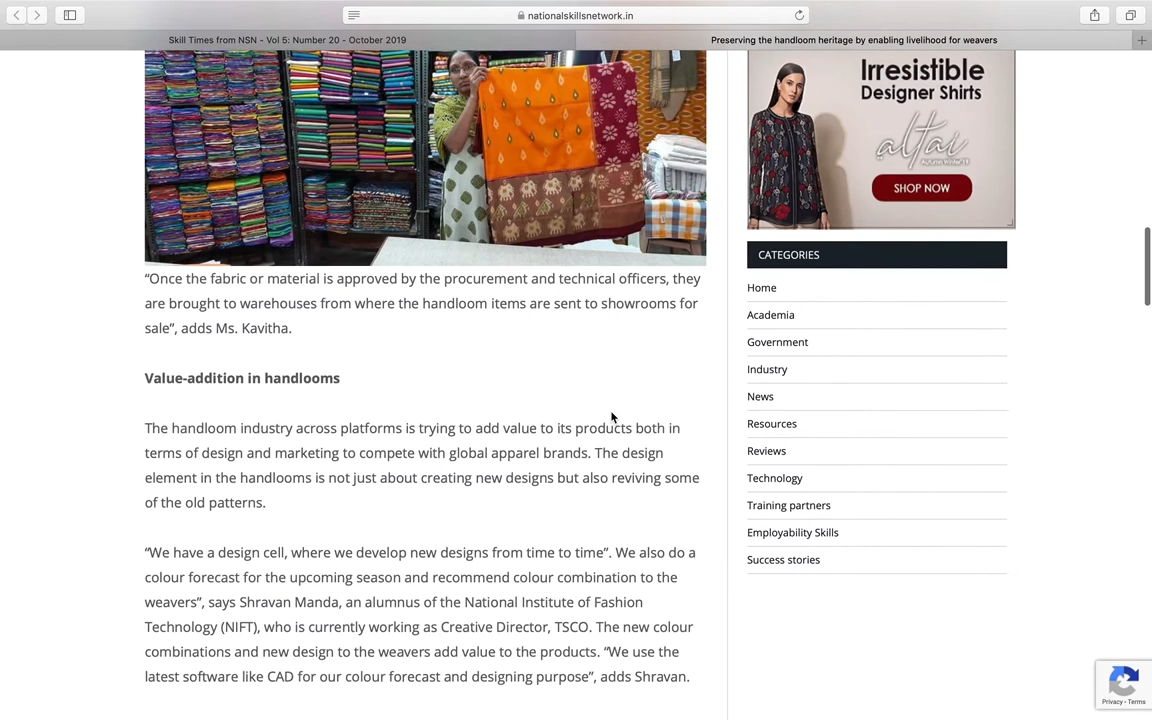 nationalskillsnetwork.in
Skill Times from NSN - Vol 5: Number 20 - October 2019
Preserving the handloom heritage by enabling livelihood for weavers
“Once the fabric or material is approved by the procurement and technical officers, they
are brought to warehouses from where the handloom items are sent to showrooms for
sale”, adds Ms. Kavitha.
Value-addition in handlooms
The handloom industry across platforms is trying to add value to its products both in
terms of design and marketing to compete with global apparel brands. The design
element in the handlooms is not just about creating new designs but also reviving some
of the old patterns.
“We have a design cell, where we develop new designs from time to time”. We also do a
colour forecast for the upcoming season and recommend colour combination to the
weavers”, says Shravan Manda, an alumnus of the National Institute of Fashion
Technology (NIFT), who is currently working as Creative Director, TSCO. The new colour
combinations and new design to the weavers add value to the products. “We use the
latest software like CAD for our colour forecast and designing purpose”, adds Shravan.
Irresistible
Designer Shirts
altai
Autumn Winter'19
SHOP NOW
CATEGORIES
Home
Academia
Government
Industry
News
Resources
Reviews
Technology
Training partners
Employability Skills
Success stories
Privacy - Terms